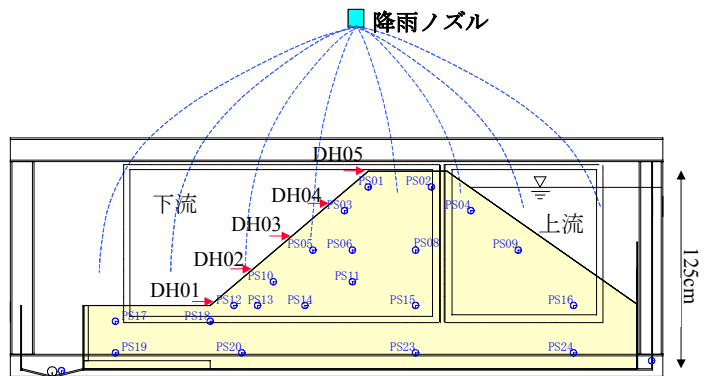 降雨ノズル
DH05
PS01
PS02
下流
DH04
PS03
PS04
上流
DH03
PS05
PS06
PS08
PS09
DH02
PS10
PS11
125cm
DH01
PS12
PS13
PS14
PS15
PS16
PS17
PS18
PS19
PS20
PS23
PS24